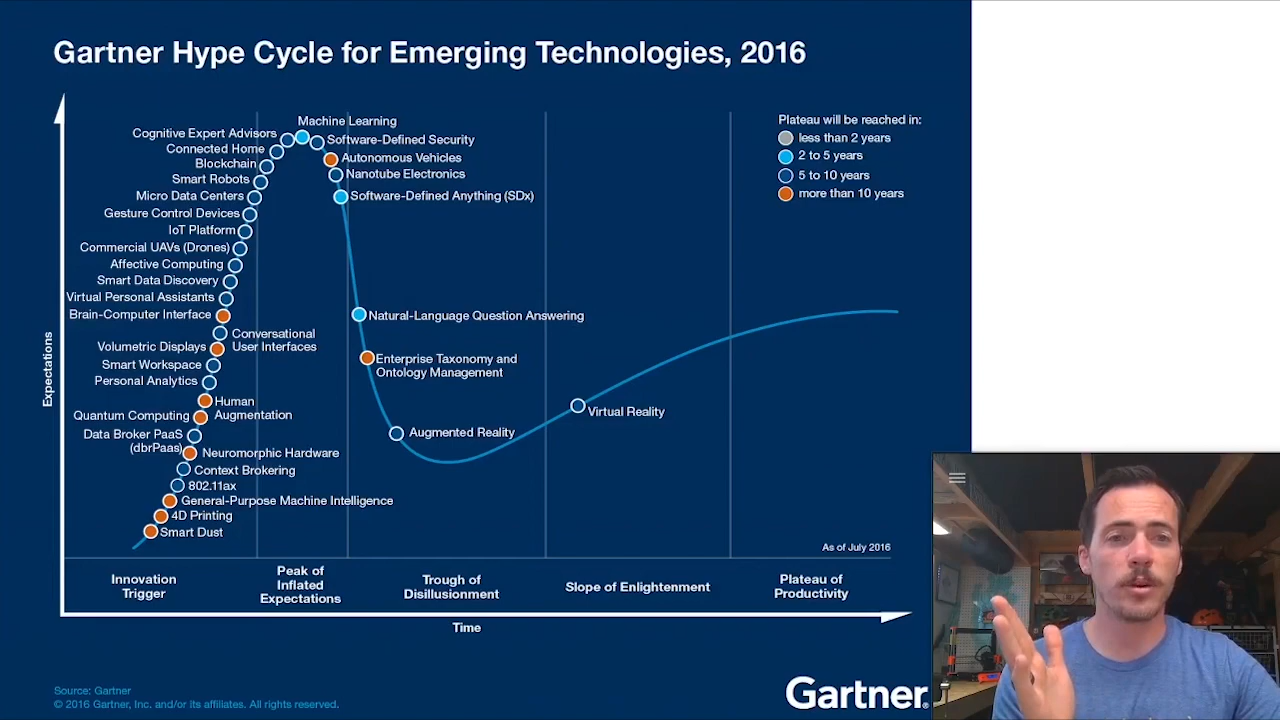 Gartner Hype Cycle for Emerging Technologies, 2016
Expectations
Machine Learning
Cognitive Expert Advisors
Software-Defined Security
Connected Home
Autonomous Vehicles
Blockchain
Nanotube Electronics
Smart Robots
Micro Data Centers
Software-Defined Anything (SDx)
Gesture Control Devices
IoT Platform
Commercial UAVs (Drones)
Affective Computing
Smart Data Discovery
Virtual Personal Assistants
Brain-Computer Interface
Natural-Language Question Answering
Conversational
User Interfaces
Volumetric Displays
Smart Workspace
Enterprise Taxonomy and
Ontology Management
Personal Analytics
Human
Augmentation
Virtual Reality
Quantum Computing
Data Broker PaaS
(dbrPaas)
Augmented Reality
Neuromorphic Hardware
Context Brokering
802.11ax
General-Purpose Machine Intelligence
4D Printing
Smart Dust
Plateau will be reached in:
less than 2 years
2 to 5 years
5 to 10 years
more than 10 years
As of July 2016
Innovation
Trigger
Peak of
Inflated
Expectations
Trough of
Disillusionment
Slope of Enlightenment
Plateau of
Productivity
Time
Source: Gartner
© 2016 Gartner, Inc. and/or its affiliates. All rights reserved.
Gartner®